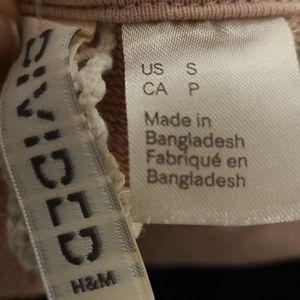 DIVIDED
H&M
US S
CA P
Made in
Bangladesh
Fabriqué en
Bangladesh